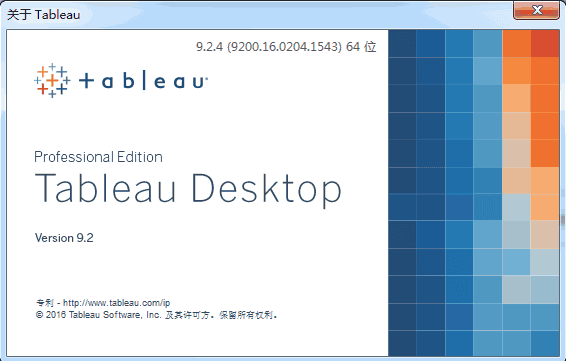 关于 Tableau
9.2.4 (9200.16.0204.1543) 64 位
+ a b l e a u
Professional Edition
Tableau Desktop
Version 9.2
专利 - http://www.tableau.com/ip
© 2016 Tableau Software, Inc. 及其许可方。保留所有权利。